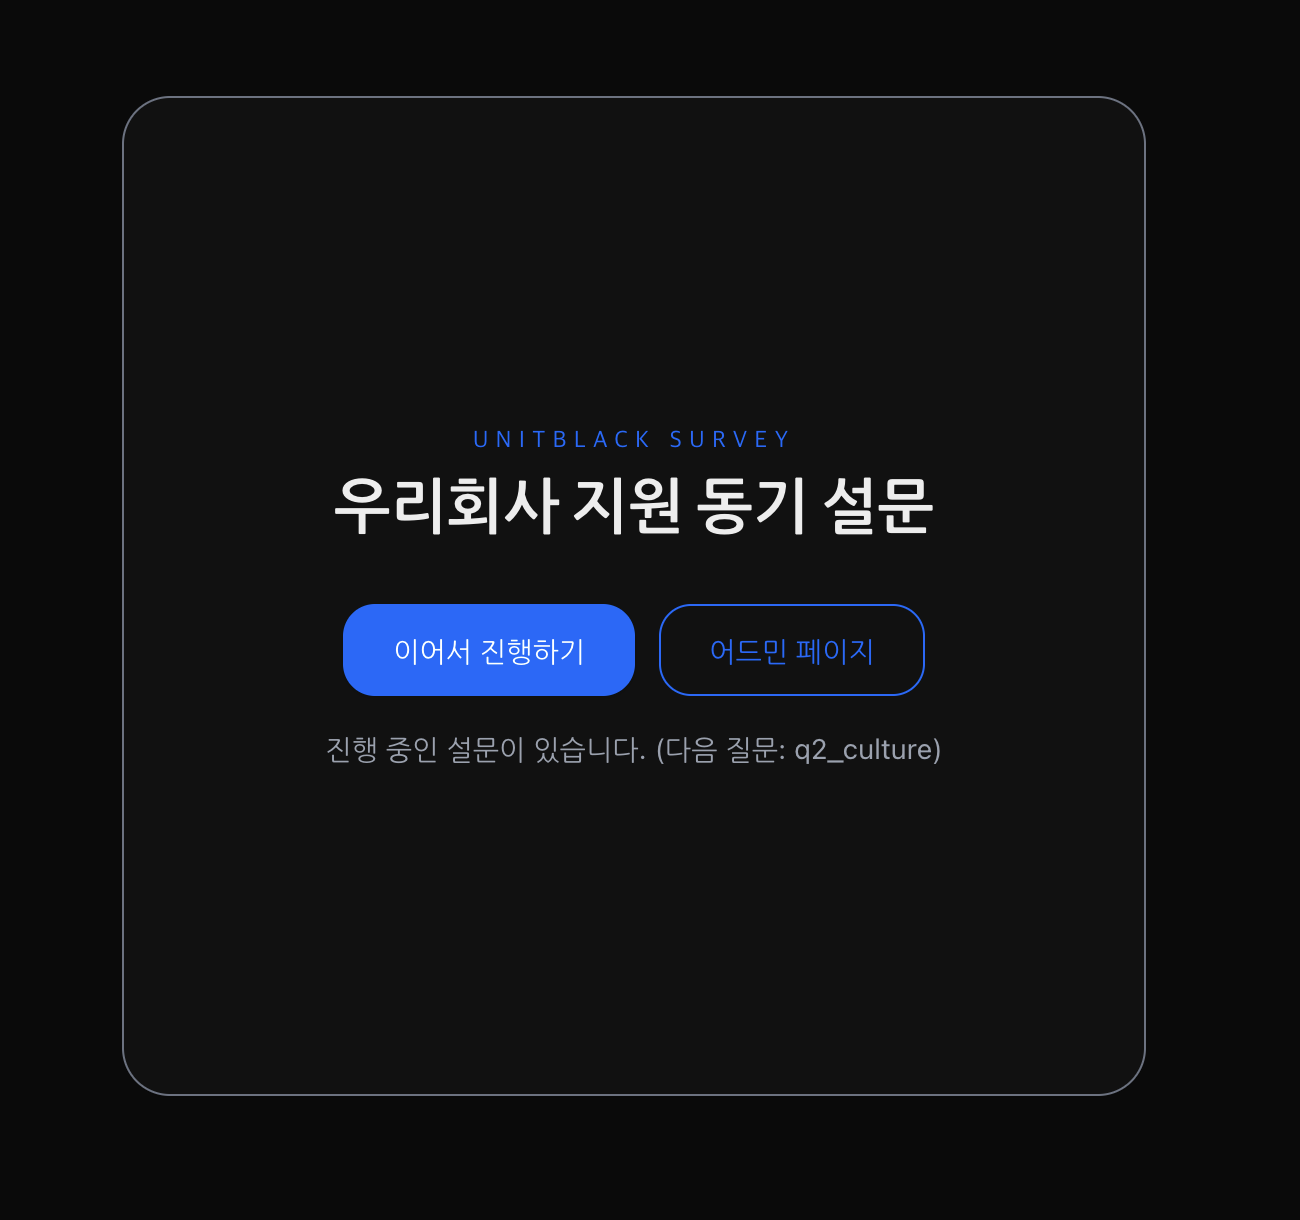 UNITBLACK SURVEY
우리회사 지원 동기 설문
이어서 진행하기
어드민 페이지
진행 중인 설문이 있습니다. (다음 질문: q2_culture)